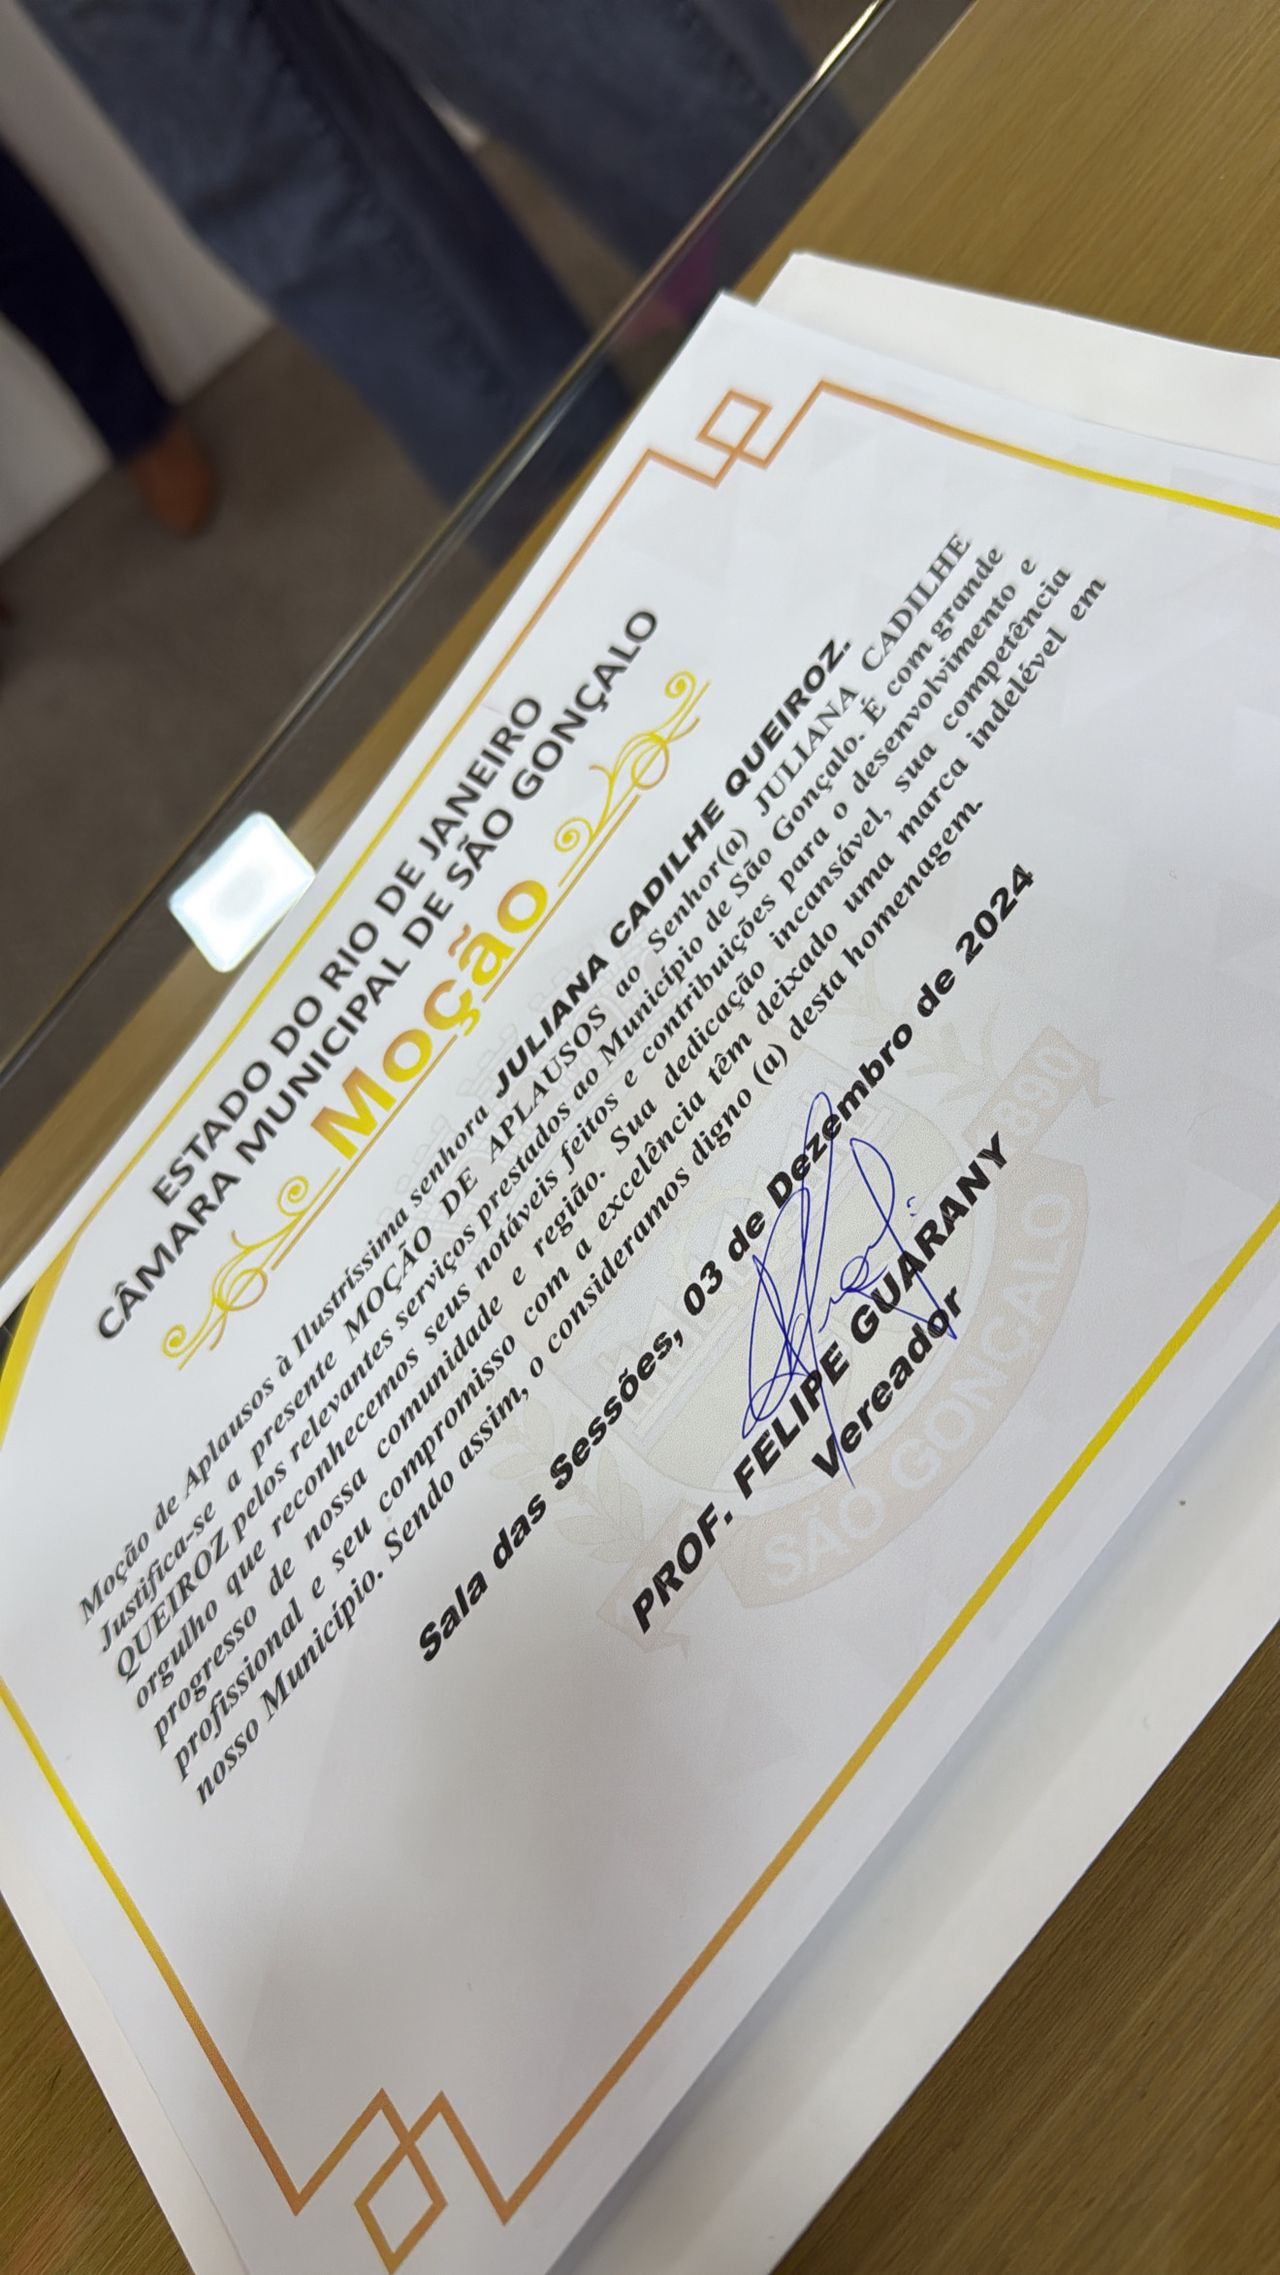 ESTADO DO RIO DE JANEIRO
CÂMARA MUNICIPAL DE SÃO GONÇALO
Moção
Moção de Aplausos à Ilustríssima senhora JULIANA CADILHE QUEIROZ.
Justifica-se a presente MOÇÃO DE APLAUSOS ao Senhor(a) JULIANA CADILHE
QUEIROZ pelos relevantes serviços prestados ao Município de São Gonçalo. É com grande
orgulho que reconhecemos seus notáveis feitos e contribuições para o desenvolvimento e
progresso de nossa comunidade e região. Sua dedicação incansável, sua competência
profissional e seu compromisso com a excelência têm deixado uma marca indelével em
nosso Município. Sendo assim, o consideramos digno (a) desta homenagem.
Sala das Sessões, 03 de Dezembro de 2024
PROF. FELIPE GUARANY
Vereador
SÃO GONÇALO
1890